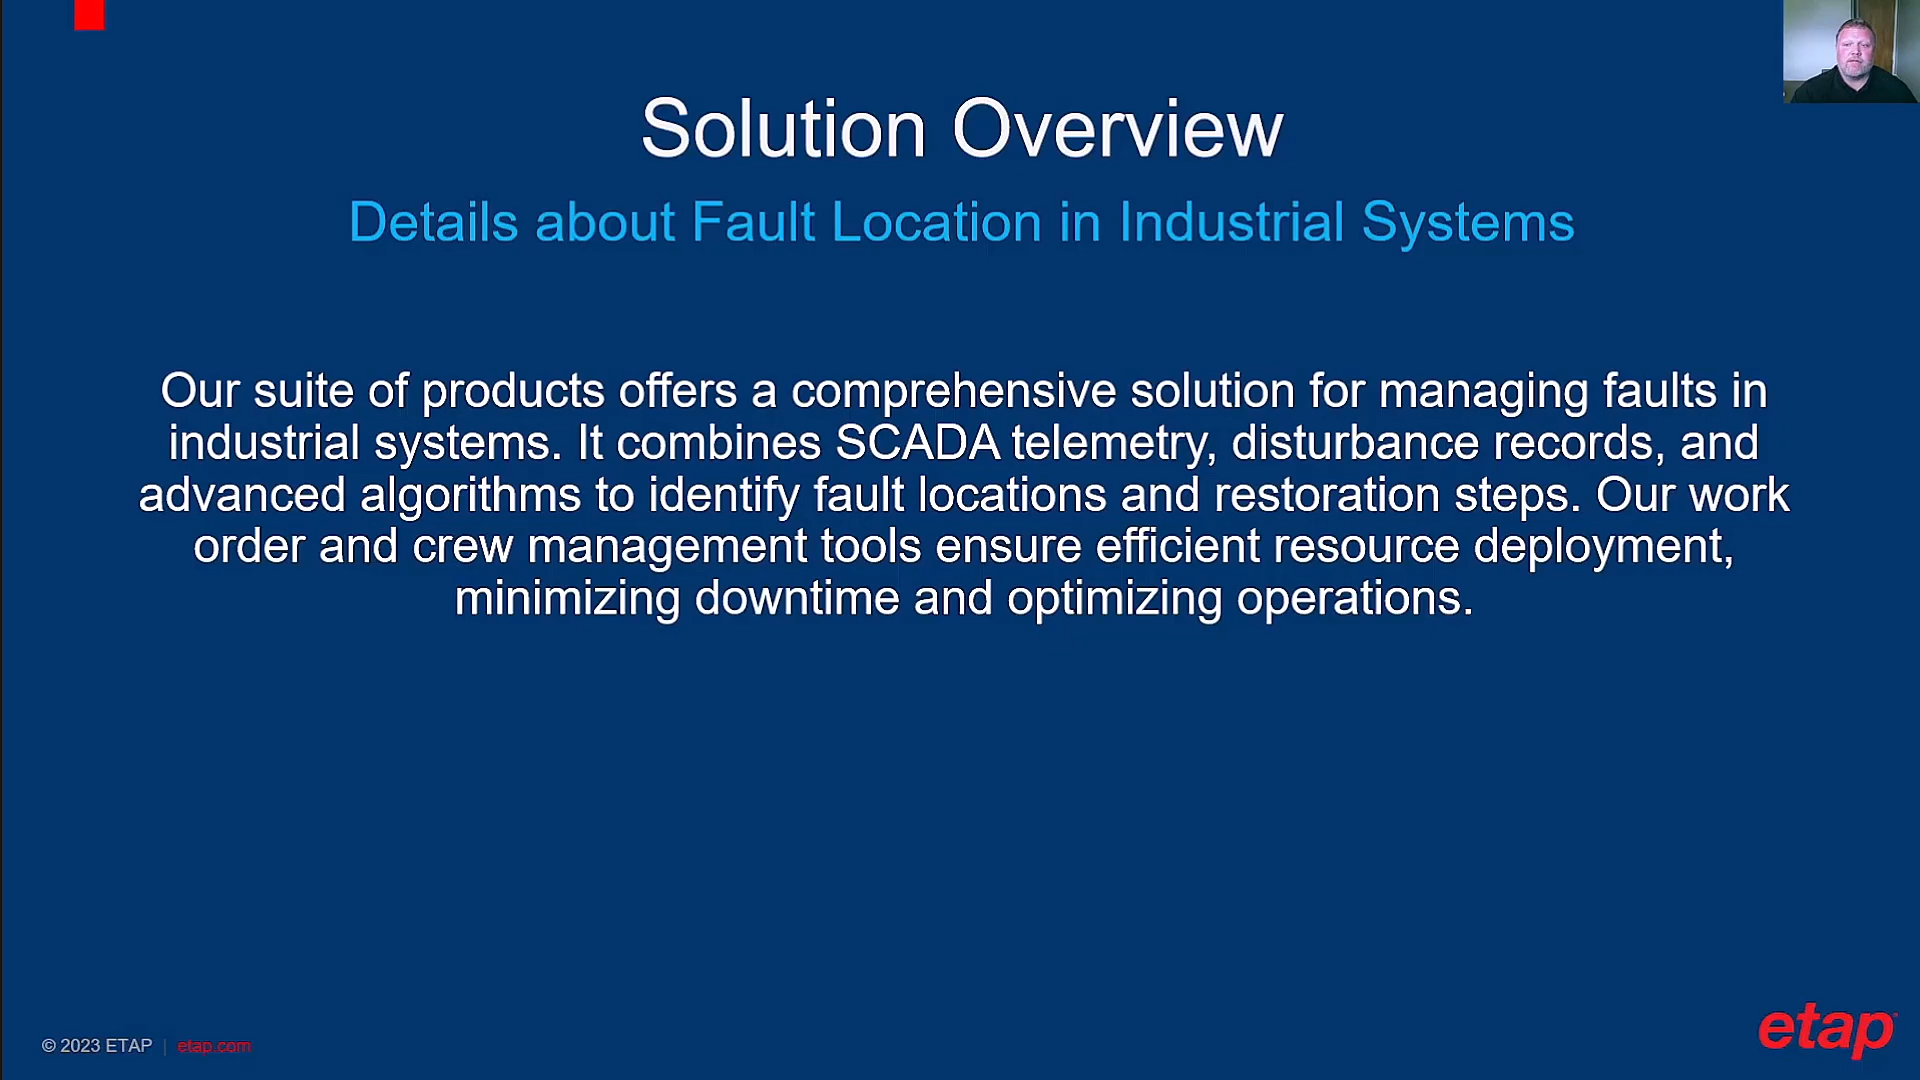 Solution Overview
Details about Fault Location in Industrial Systems
Our suite of products offers a comprehensive solution for managing faults in
industrial systems. It combines SCADA telemetry, disturbance records, and
advanced algorithms to identify fault locations and restoration steps. Our work
order and crew management tools ensure efficient resource deployment,
minimizing downtime and optimizing operations.
© 2023 ETAP | etap.com
etap